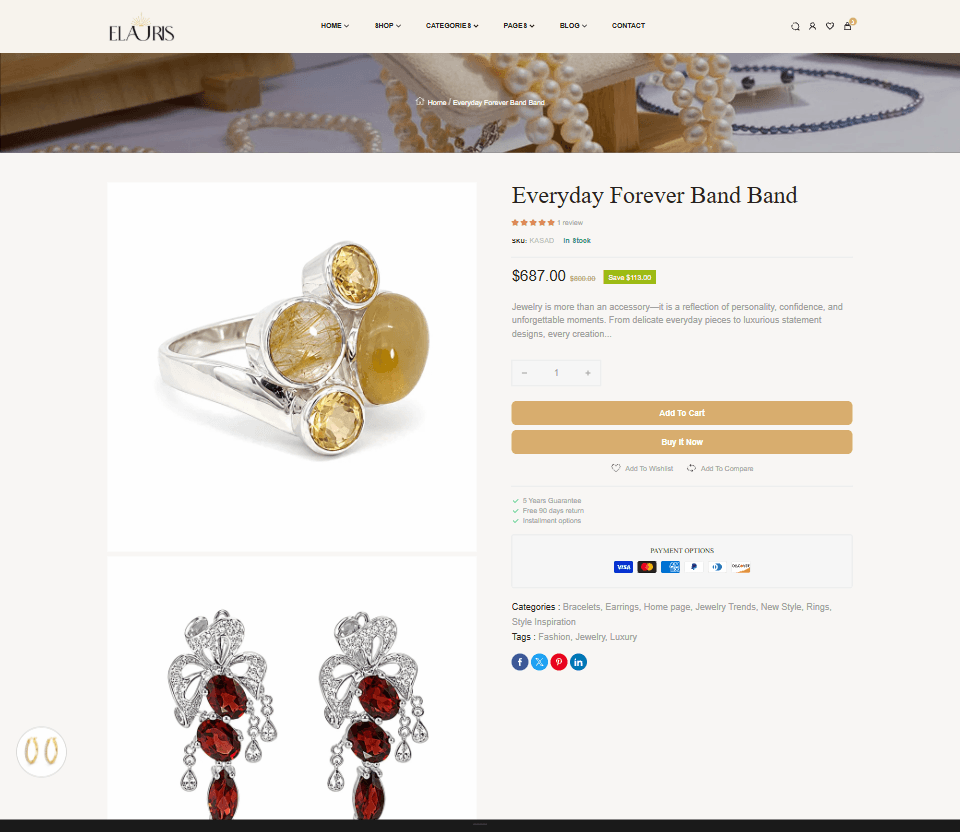 ELAURIS
HOME SHOP CATEGORIES PAGES BLOG CONTACT
Home / Everyday Forever Band Band
Everyday Forever Band Band
1 review
SKU: KASAD In Stock
$687.00 $800.00 Save $113.00
Jewelry is more than an accessory—it is a reflection of personality, confidence, and
unforgettable moments. From delicate everyday pieces to luxurious statement
designs, every creation...
− 1 +
Add To Cart
Buy It Now
Add To Wishlist Add To Compare
5 Years Guarantee
Free 90 days return
Installment options
PAYMENT OPTIONS
VISA DISCOVER
Categories : Bracelets, Earrings, Home page, Jewelry Trends, New Style, Rings,
Style Inspiration
Tags : Fashion, Jewelry, Luxury